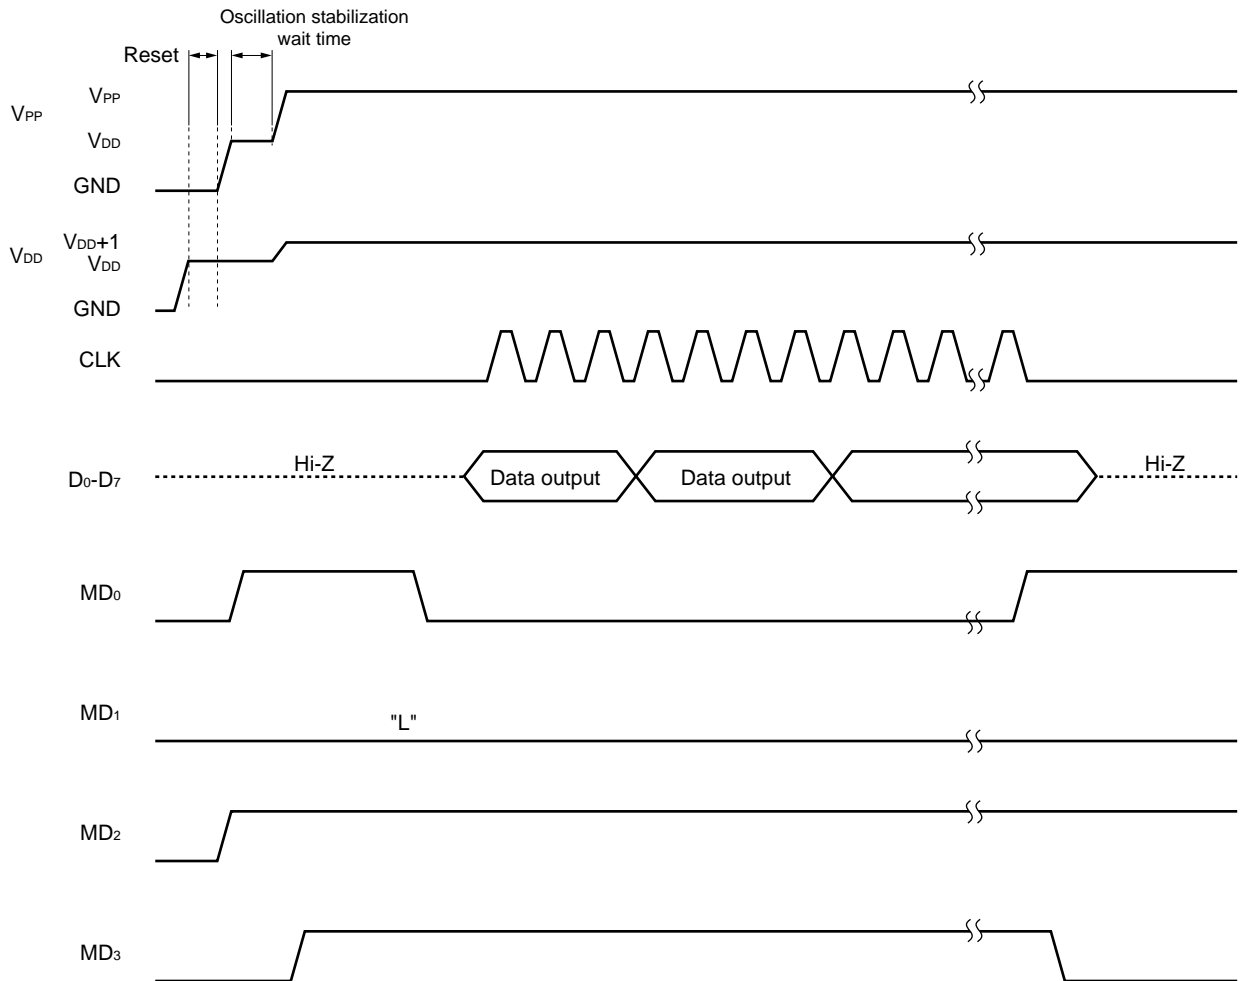 Oscillation stabilization
wait time
Reset
VPP
VPP
VDD
GND
VDD+1
VDD
VDD
GND
CLK
Hi-Z
Hi-Z
D0-D7
Data output
Data output
MD0
MD1
"L"
MD2
MD3